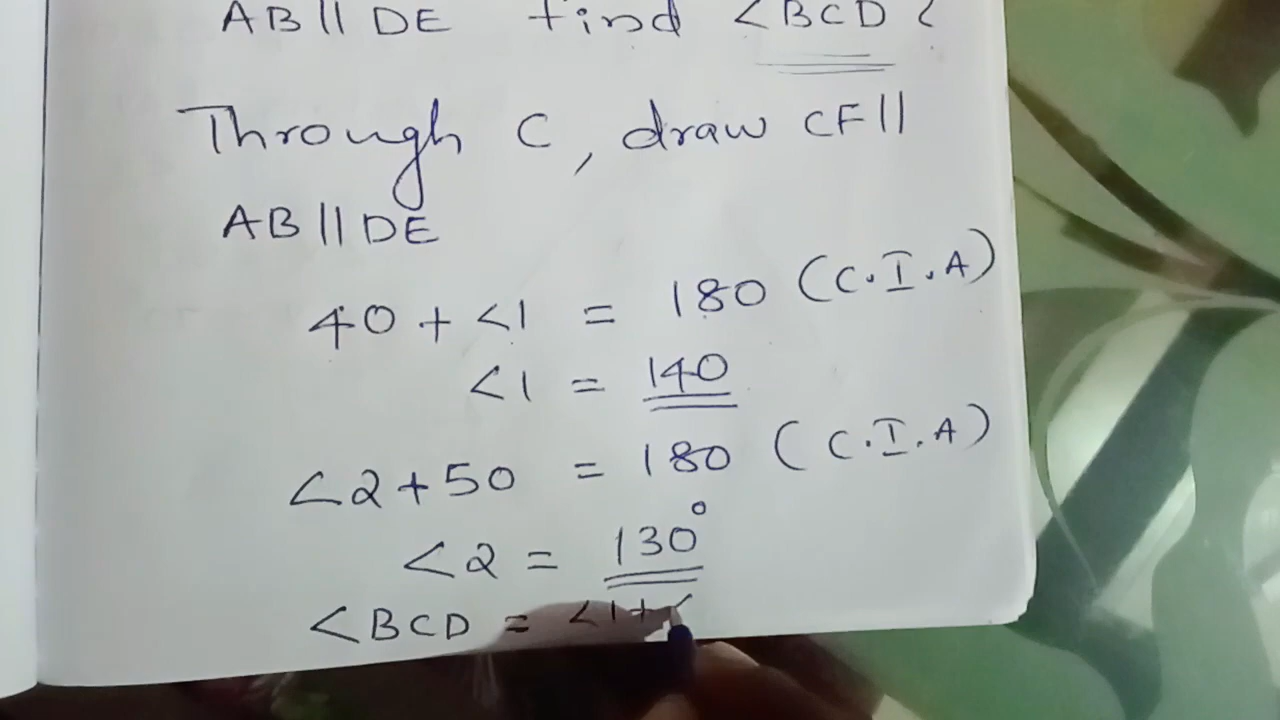 AB || DE find <BCD ?
Through C, draw CF ||
AB || DE
40 + <1 = 180 (C.I.A)
<1 = 140
<2 + 50 = 180 (C.I.A)
<2 = 130°
<BCD = <1 + <